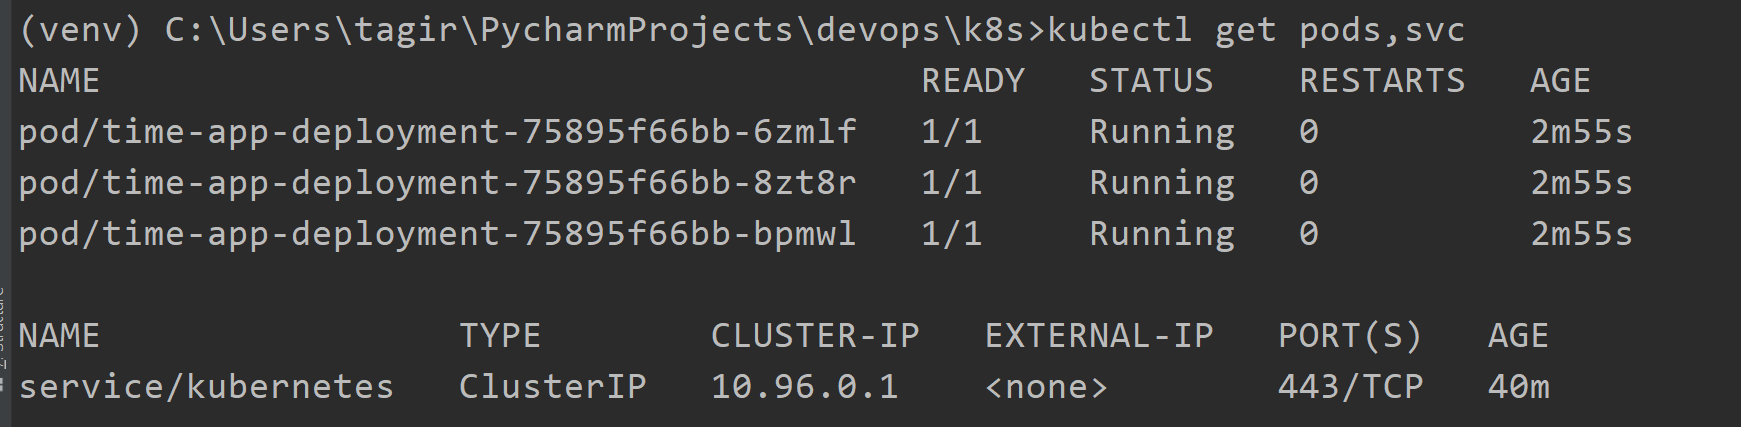 (venv) C:\Users\tagir\PycharmProjects\devops\k8s>kubectl get pods,svc
NAME READY STATUS RESTARTS AGE
pod/time-app-deployment-75895f66bb-6zmlf 1/1 Running 0 2m55s
pod/time-app-deployment-75895f66bb-8zt8r 1/1 Running 0 2m55s
pod/time-app-deployment-75895f66bb-bpmwl 1/1 Running 0 2m55s
NAME TYPE CLUSTER-IP EXTERNAL-IP PORT(S) AGE
service/kubernetes ClusterIP 10.96.0.1 <none> 443/TCP 40m